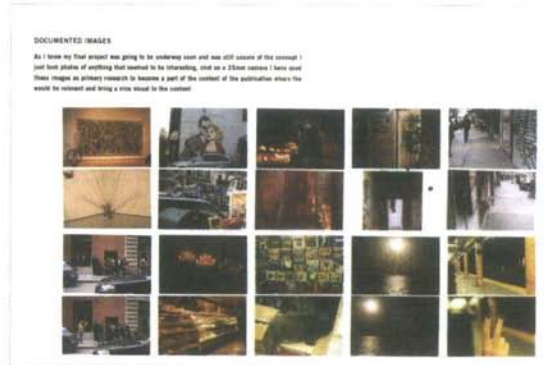 DOCUMENTED IMAGES
As I knew my final project was going to be underway soon and was still unsure of the concept I
just took photos of anything that seemed to be interesting, shot on a 35mm camera I have used
these images as primary research to become a part of the content of the publication where the
would be relevant and bring a nice visual to the content